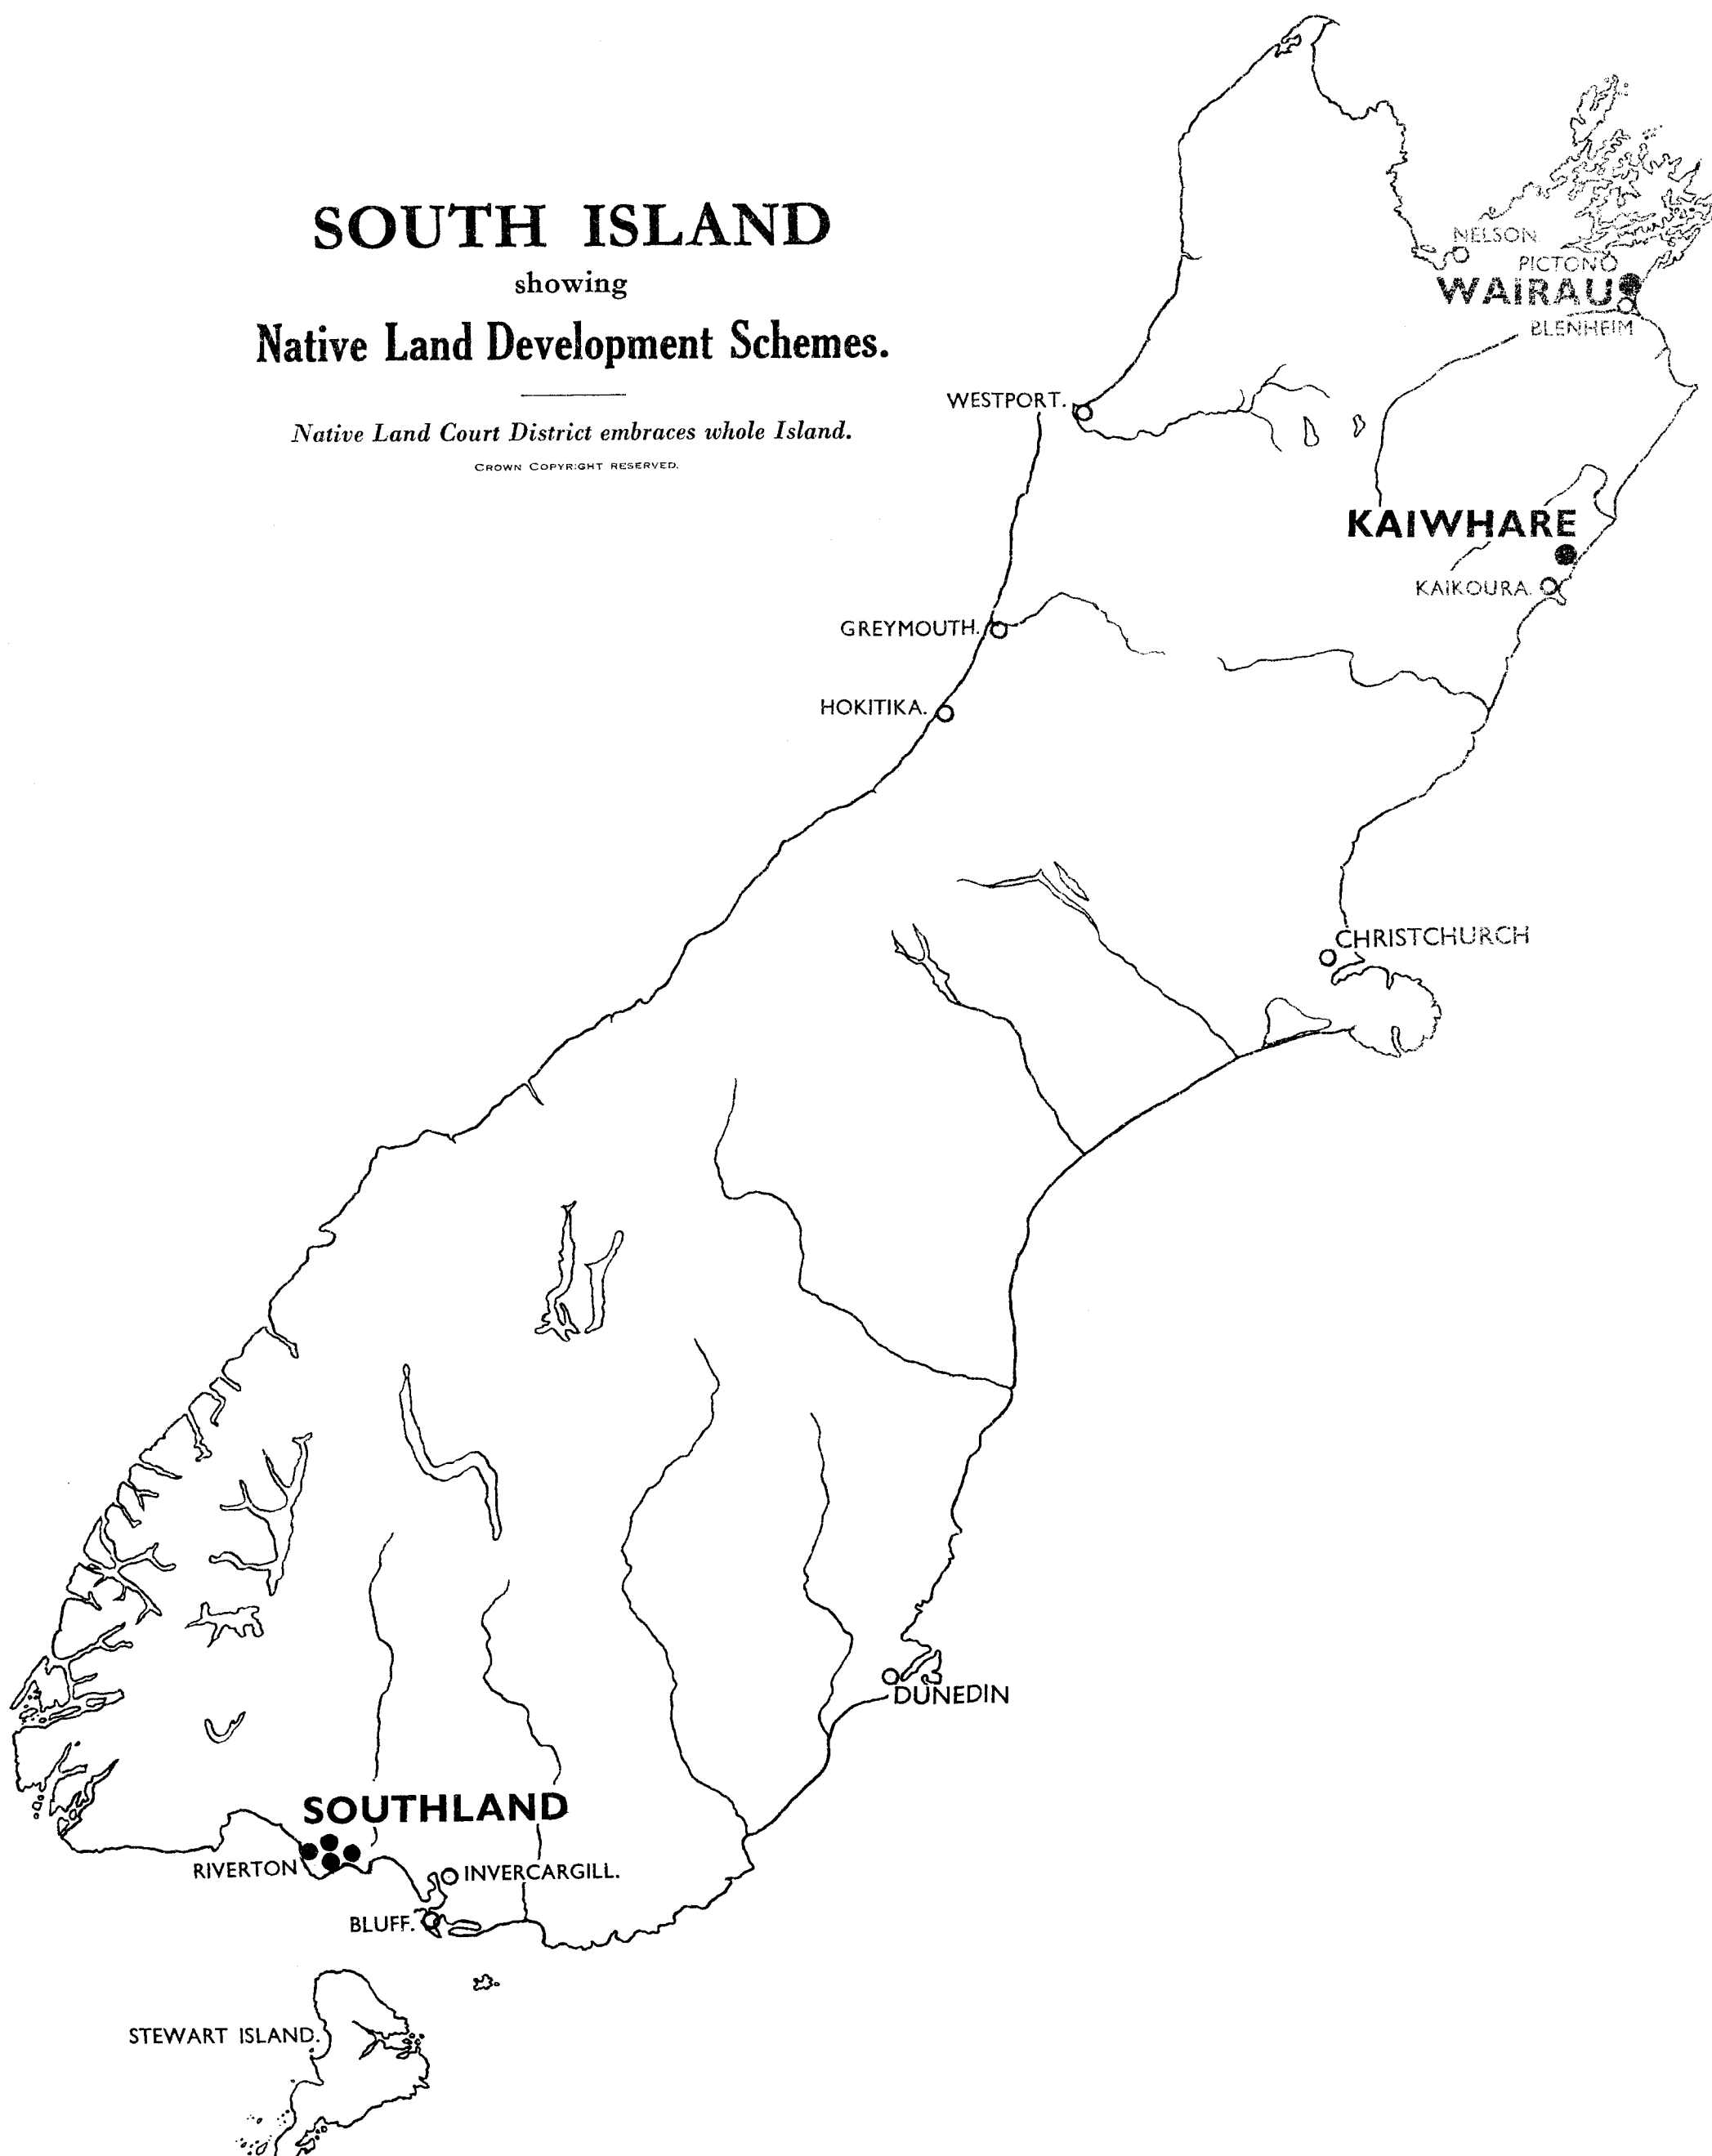 SOUTH ISLAND
showing
Native Land Development Schemes.
Native Land Court District embraces whole Island.
CROWN COPYRIGHT RESERVED.
NELSON
PICTON
WAIRAU
BLENHEIM
WESTPORT.
KAIWHARE
KAIKOURA.
GREYMOUTH.
HOKITIKA.
CHRISTCHURCH
DUNEDIN
SOUTHLAND
RIVERTON
INVERCARGILL.
BLUFF.
STEWART ISLAND.